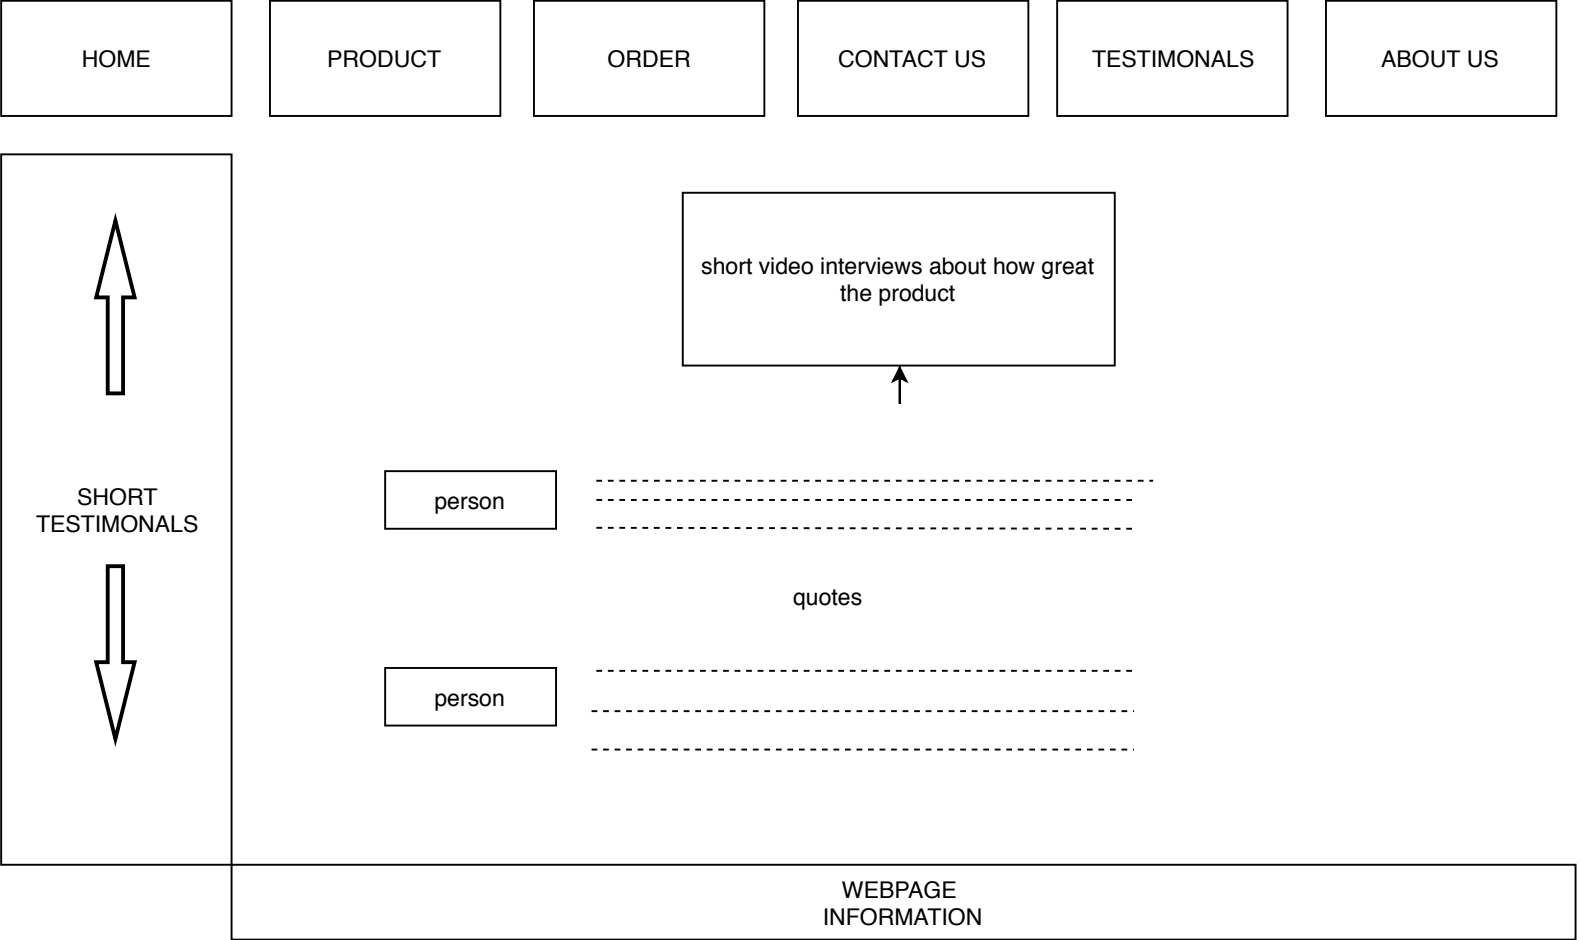 HOME
PRODUCT
ORDER
CONTACT US
TESTIMONALS
ABOUT US
short video interviews about how great
the product
SHORT
TESTIMONALS
person
quotes
person
WEBPAGE
INFORMATION